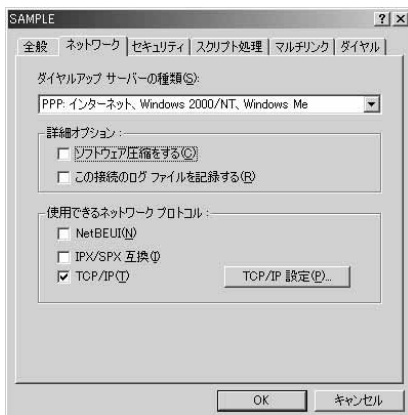 SAMPLE
全般 ネットワーク セキュリティ スクリプト処理 マルチリンク ダイヤル
ダイヤルアップ サーバーの種類(S):
PPP: インターネット、Windows 2000/NT、Windows Me
詳細オプション :
ソフトウェア圧縮をする(C)
この接続のログ ファイルを記録する(R)
使用できるネットワーク プロトコル :
NetBEUI(N)
IPX/SPX 互換(I)
TCP/IP(T)
TCP/IP 設定(P)...
OK キャンセル